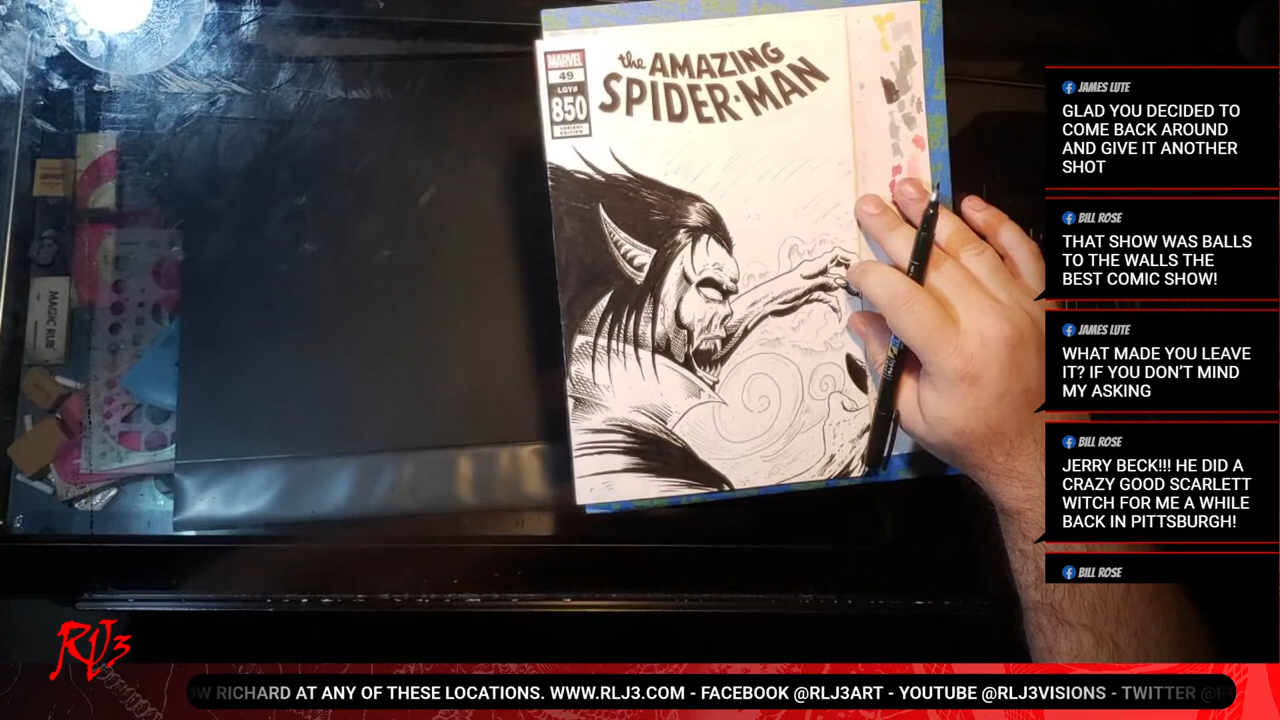 MARVEL
49
LGY#
850
VARIANT
EDITION
the AMAZING
SPIDER-MAN
MAGIC RUB
JAMES LUTE
GLAD YOU DECIDED TO
COME BACK AROUND
AND GIVE IT ANOTHER
SHOT
BILL ROSE
THAT SHOW WAS BALLS
TO THE WALLS THE
BEST COMIC SHOW!
JAMES LUTE
WHAT MADE YOU LEAVE
IT? IF YOU DON'T MIND
MY ASKING
BILL ROSE
JERRY BECK!!! HE DID A
CRAZY GOOD SCARLETT
WITCH FOR ME A WHILE
BACK IN PITTSBURGH!
BILL ROSE
RLJ3
OW RICHARD AT ANY OF THESE LOCATIONS. WWW.RLJ3.COM - FACEBOOK @RLJ3ART - YOUTUBE @RLJ3VISIONS - TWITTER @